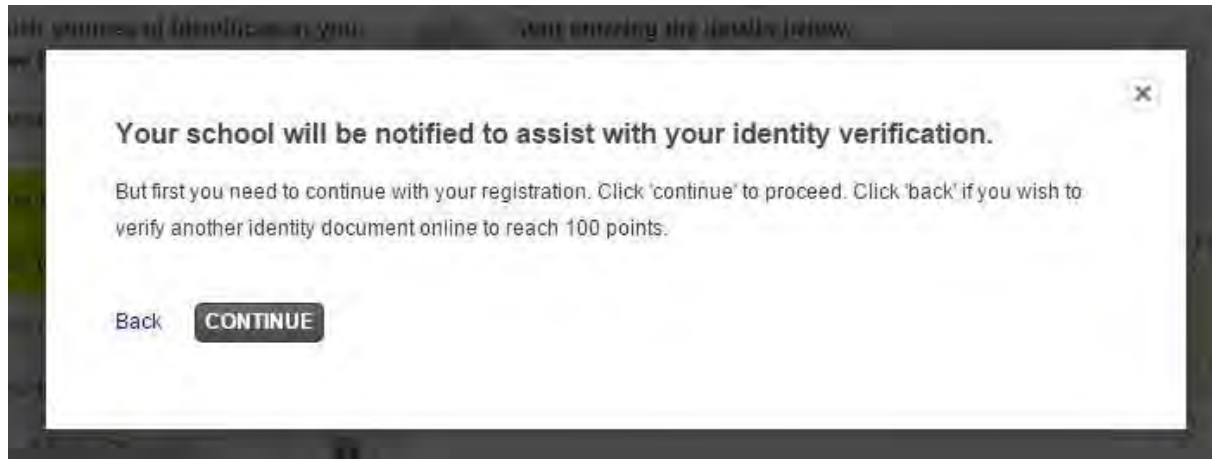 Your school will be notified to assist with your identity verification.
But first you need to continue with your registration. Click 'continue' to proceed. Click 'back' if you wish to
verify another identity document online to reach 100 points.
Back CONTINUE